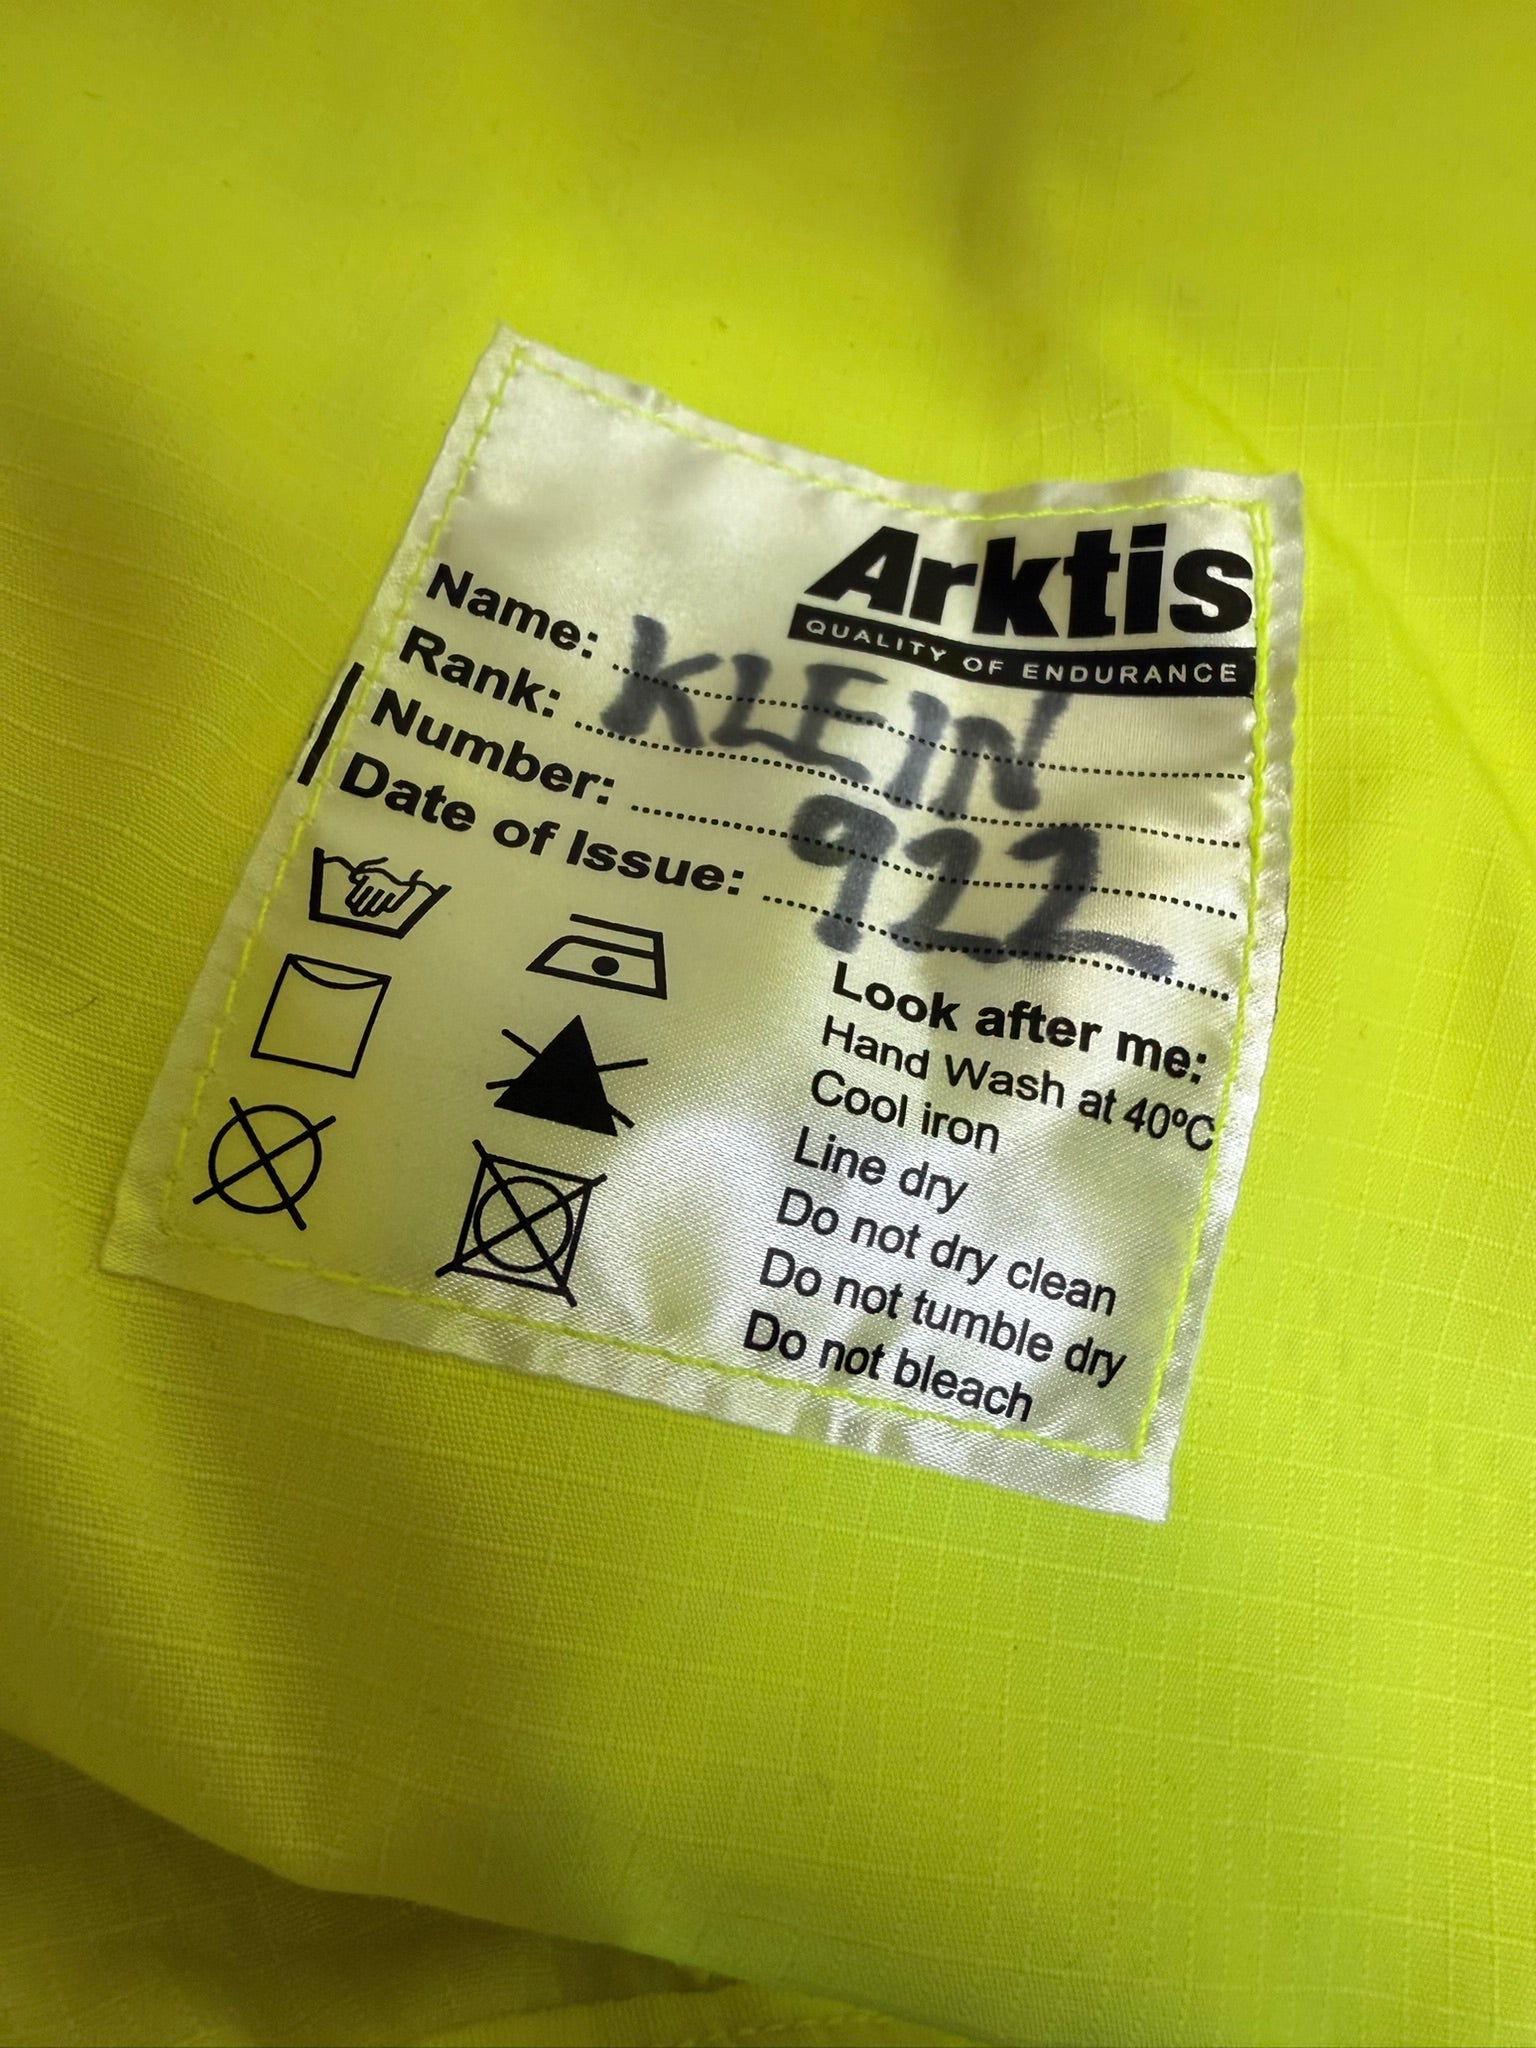 Arktis
QUALITY OF ENDURANCE
Name: KLEIN
Rank:
Number: 922
Date of Issue:
Look after me:
Hand Wash at 40ºC
Cool iron
Line dry
Do not dry clean
Do not tumble dry
Do not bleach